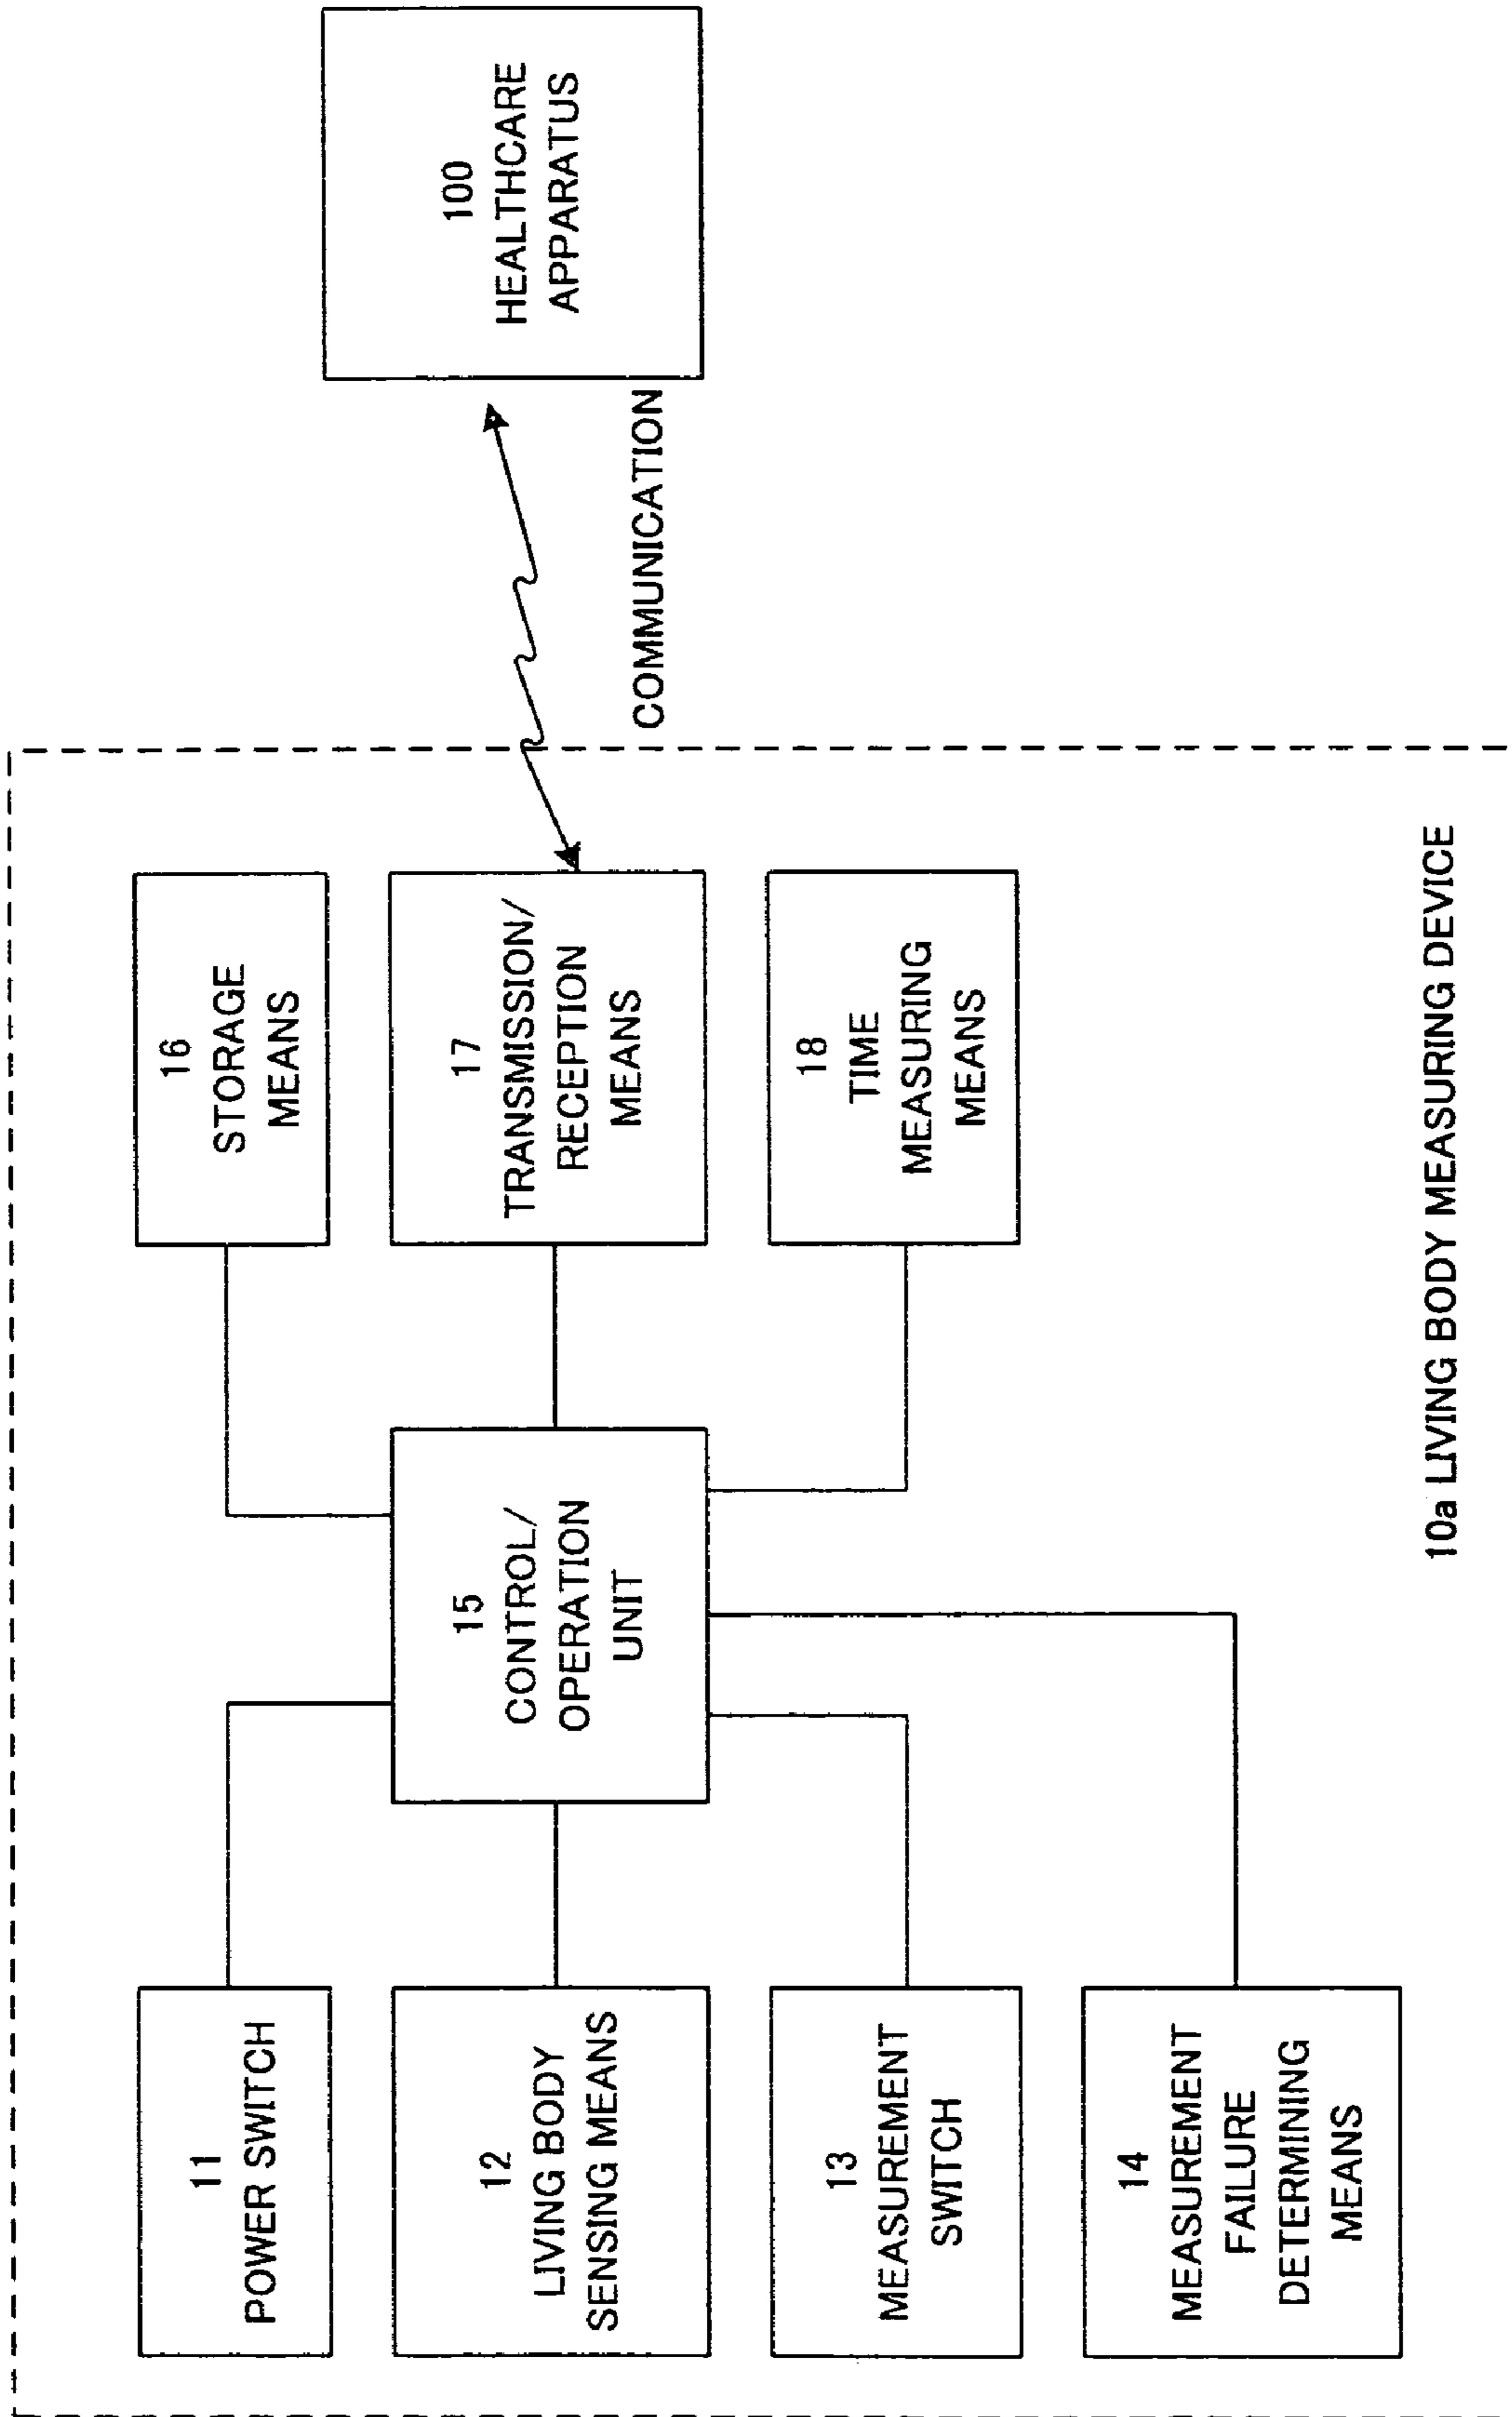 11
POWER SWITCH
12
LIVING BODY
SENSING MEANS
13
MEASUREMENT
SWITCH
14
MEASUREMENT
FAILURE
DETERMINING
MEANS
15
CONTROL/
OPERATION
UNIT
16
STORAGE
MEANS
17
TRANSMISSION/
RECEPTION
MEANS
18
TIME
MEASURING
MEANS
10a LIVING BODY MEASURING DEVICE
COMMUNICATION
100
HEALTHCARE
APPARATUS